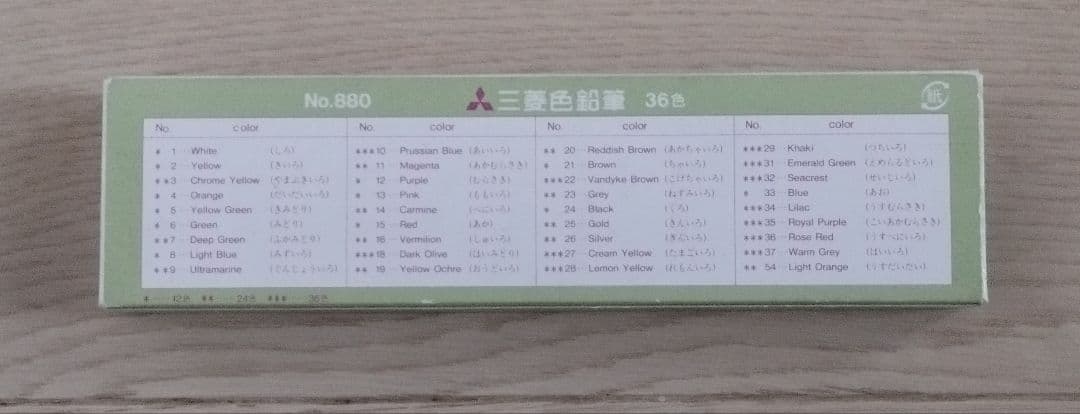 No.880 三菱色鉛筆 36色 紙
No. color
* 1 White (しろ)
* 2 Yellow (きいろ)
**3 Chrome Yellow (やまぶきいろ)
* 4 Orange (だいだいいろ)
* 5 Yellow Green (きみどり)
* 6 Green (みどり)
**7 Deep Green (ふかみどり)
* 8 Light Blue (みずいろ)
**9 Ultramarine (ぐんじょういろ)
No. color
***10 Prussian Blue (あいいろ)
** 11 Magenta (あかむらさき)
* 12 Purple (むらさき)
* 13 Pink (ももいろ)
** 14 Carmine (べにいろ)
* 15 Red (あか)
** 16 Vermilion (しゅいろ)
***18 Dark Olive (はいみどり)
** 19 Yellow Ochre (おうどいろ)
No. color
** 20 Reddish Brown (あかちゃいろ)
* 21 Brown (ちゃいろ)
***22 Vandyke Brown (こげちゃいろ)
** 23 Grey (ねずみいろ)
* 24 Black (くろ)
** 25 Gold (きんいろ)
** 26 Silver (ぎんいろ)
***27 Cream Yellow (たまごいろ)
***28 Lemon Yellow (れもんいろ)
No. color
***29 Khaki (つちいろ)
***31 Emerald Green (えめらるどいろ)
***32 Seacrest (せいじいろ)
* 33 Blue (あお)
***34 Lilac (うすむらさき)
***35 Royal Purple (こいあかむらさき)
***36 Rose Red (うすべにいろ)
***37 Warm Grey (はいいろ)
** 54 Light Orange (うすだいだい)
* 12色 ** 24色 *** 36色